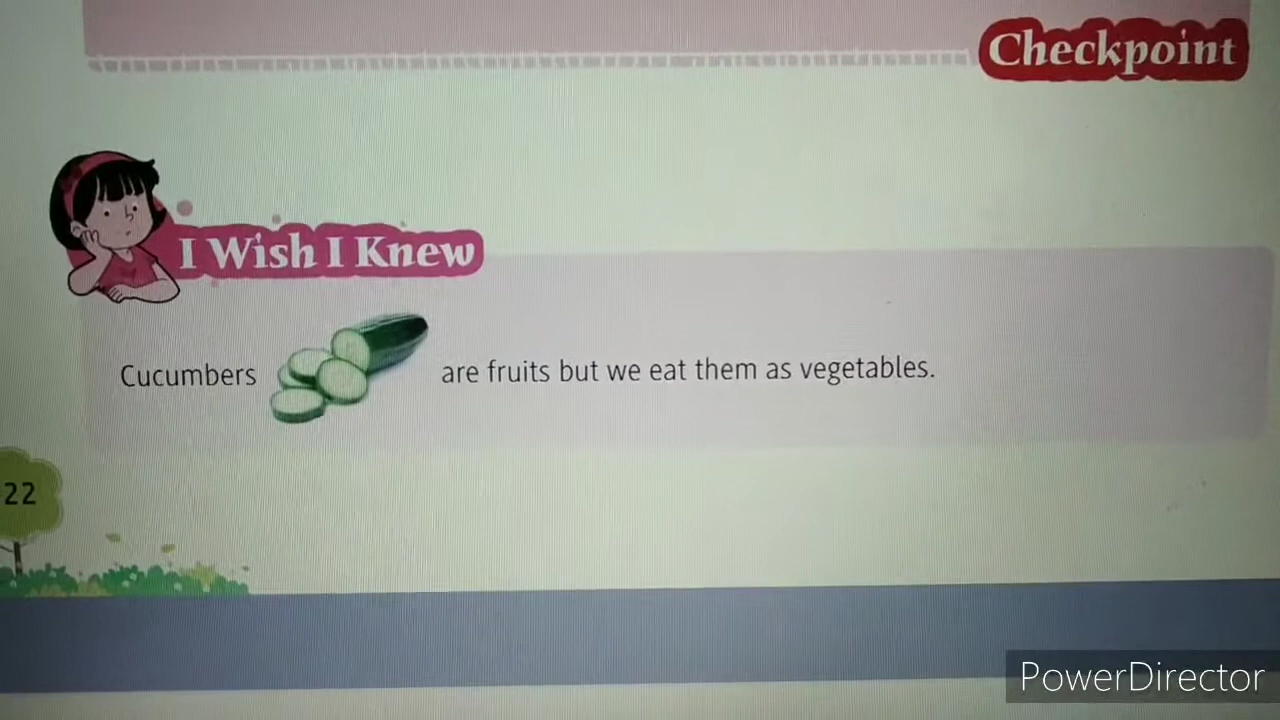 Checkpoint
I Wish I Knew
Cucumbers are fruits but we eat them as vegetables.
22
PowerDirector